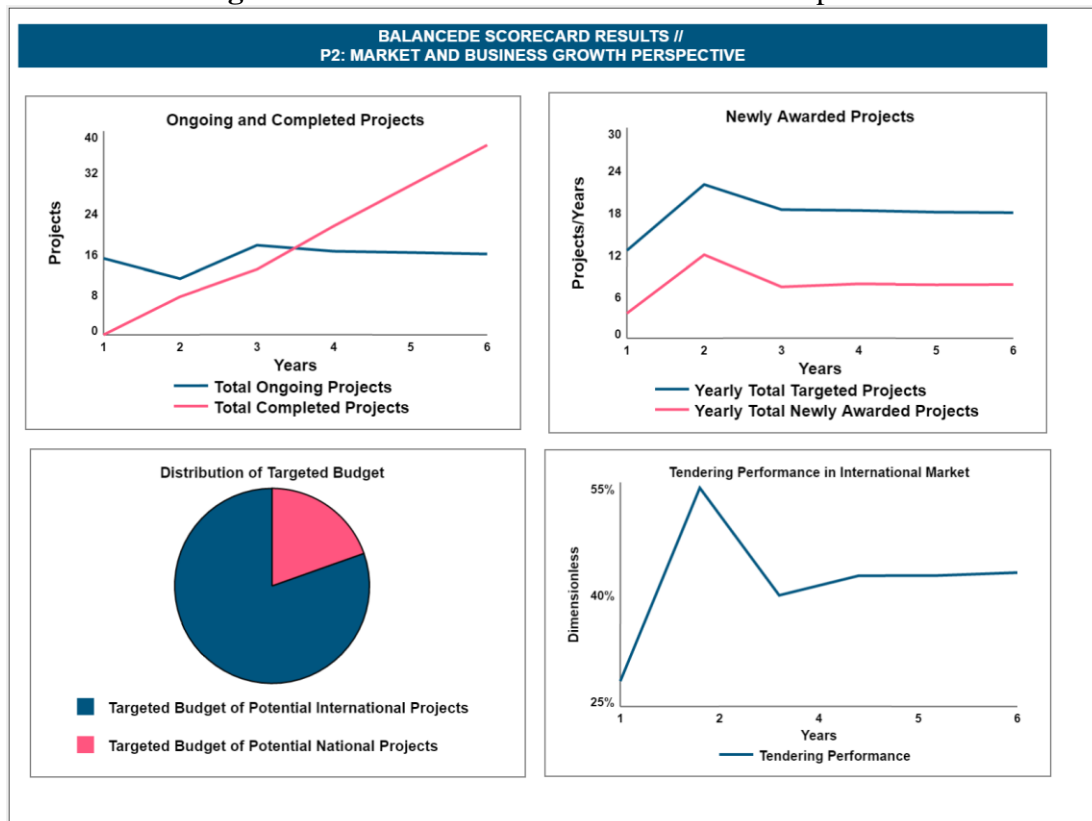 BALANCEDE SCORECARD RESULTS //
P2: MARKET AND BUSINESS GROWTH PERSPECTIVE
Ongoing and Completed Projects
40
32
24
16
8
0
Projects
1 2 3 4 5 6
Years
Total Ongoing Projects
Total Completed Projects
Newly Awarded Projects
30
24
18
12
6
0
Projects/Years
1 2 3 4 5 6
Years
Yearly Total Targeted Projects
Yearly Total Newly Awarded Projects
Distribution of Targeted Budget
Targeted Budget of Potential International Projects
Targeted Budget of Potential National Projects
Tendering Performance in International Market
55%
40%
25%
Dimensionless
1 2 4 5 6
Years
Tendering Performance